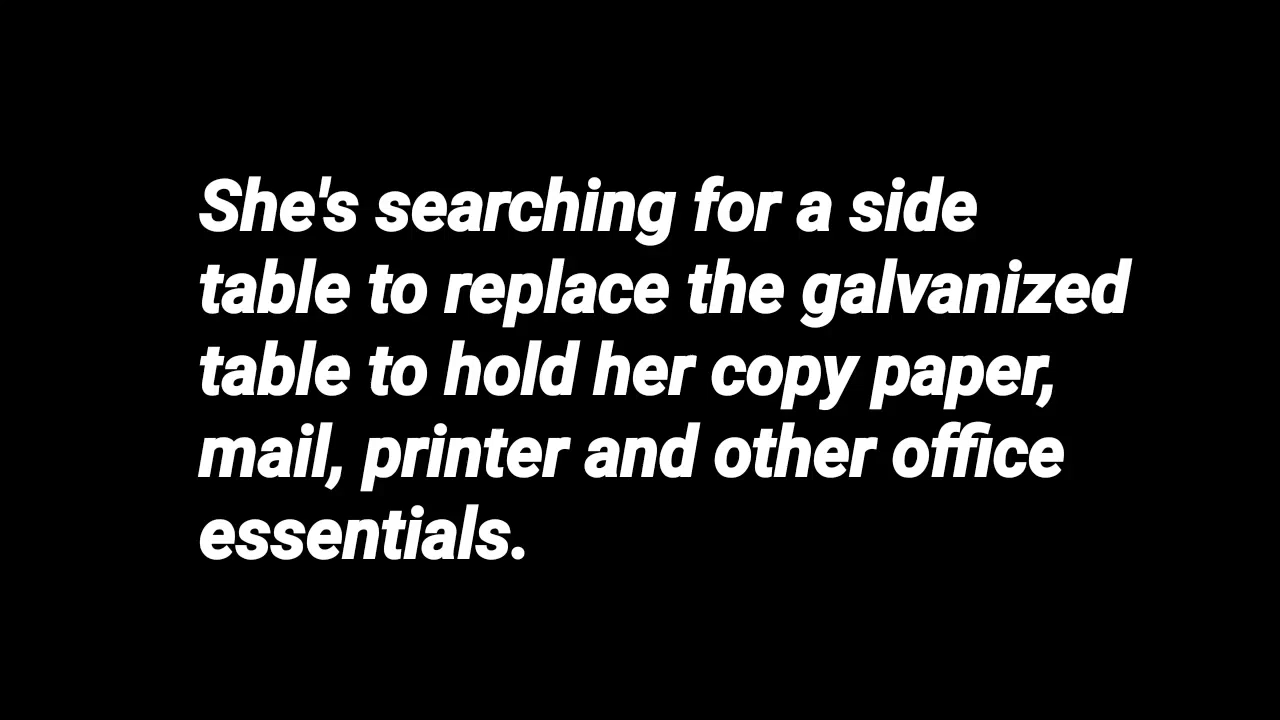 She's searching for a side
table to replace the galvanized
table to hold her copy paper,
mail, printer and other office
essentials.